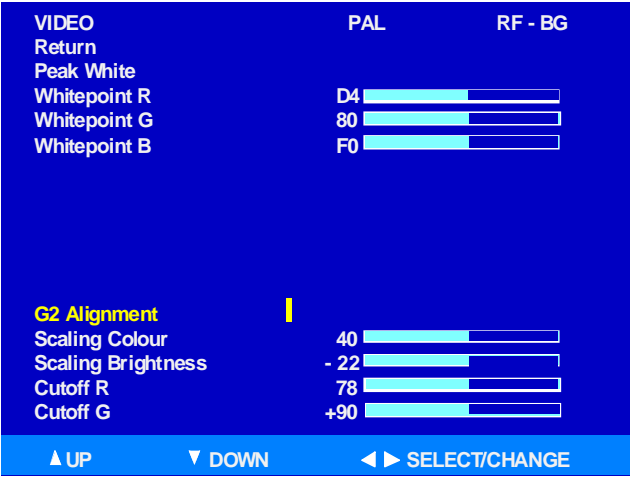 VIDEO PAL RF - BG
Return
Peak White
Whitepoint R D4
Whitepoint G 80
Whitepoint B F0
G2 Alignment
Scaling Colour 40
Scaling Brightness - 22
Cutoff R 78
Cutoff G +90
UP DOWN SELECT/CHANGE